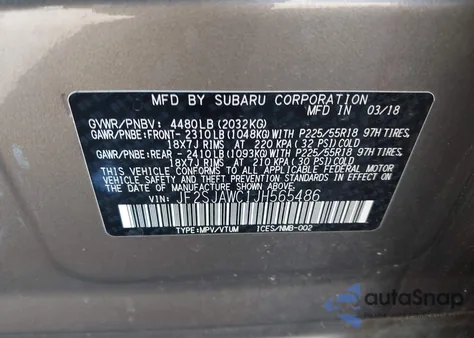 MFD BY SUBARU CORPORATION
MFD IN 03/18
GVWR/PNBV: 4480LB (2032KG)
GAWR/PNBE:FRONT- 2310LB (1048KG) WITH P225/55R18 97H TIRES,
18X7J RIMS AT 220 KPA (32 PSI) COLD
GAWR/PNBE:REAR - 2410LB (1093KG) WITH P225/55R18 97H TIRES,
18X7J RIMS AT 210 KPA (30 PSI) COLD
THIS VEHICLE CONFORMS TO ALL APPLICABLE FEDERAL MOTOR
VEHICLE SAFETY, BUMPER, AND THEFT PREVENTION STANDARDS IN
EFFECT ON THE DATE OF MANUFACTURE SHOWN ABOVE.
VIN: JF2SJAWC1JH565486
TYPE:MPV/VTUM ICES/NMB-002
autoSnap